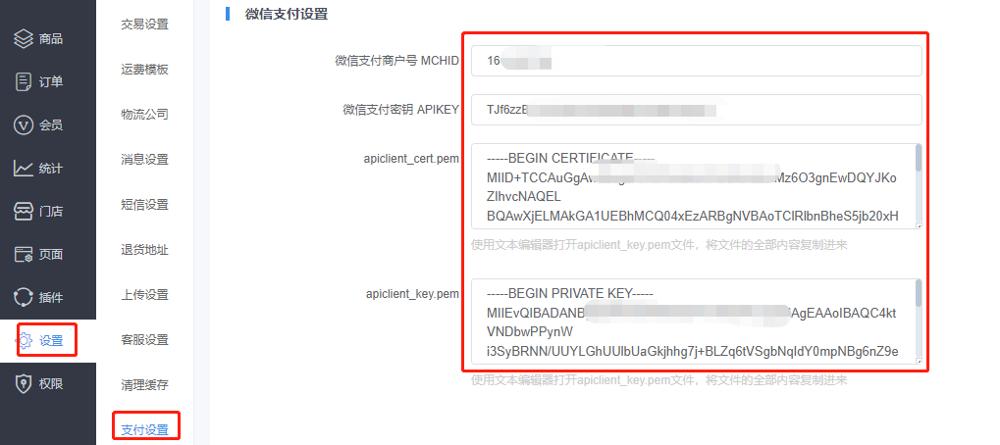 商品
订单
会员
统计
门店
页面
插件
设置
权限
交易设置
运费模板
物流公司
消息设置
短信设置
退货地址
上传设置
客服设置
清理缓存
支付设置
微信支付设置
微信支付商户号 MCHID
16
微信支付密钥 APIKEY
TJf6zzE
apiclient_cert.pem
-----BEGIN CERTIFICATE-----
MIID+TCCAuGgAw Mz6O3gnEwDQYJKo
ZIhvcNAQEL
BQAwXjELMAkGA1UEBhMCQ04xEzARBgNVBAoTClRlbnBheS5jb20xH
使用文本编辑器打开apiclient_key.pem文件，将文件的全部内容复制进来
apiclient_key.pem
-----BEGIN PRIVATE KEY-----
MIIEvQIBADANB AgEAAoIBAQC4kt
VNDbwPPynW
i3SyBRNN/UUYLGhUUlbUaGkjhhg7j+BLZq6tVSgbNqIdY0mpNBg6nZ9e
使用文本编辑器打开apiclient_key.pem文件，将文件的全部内容复制进来